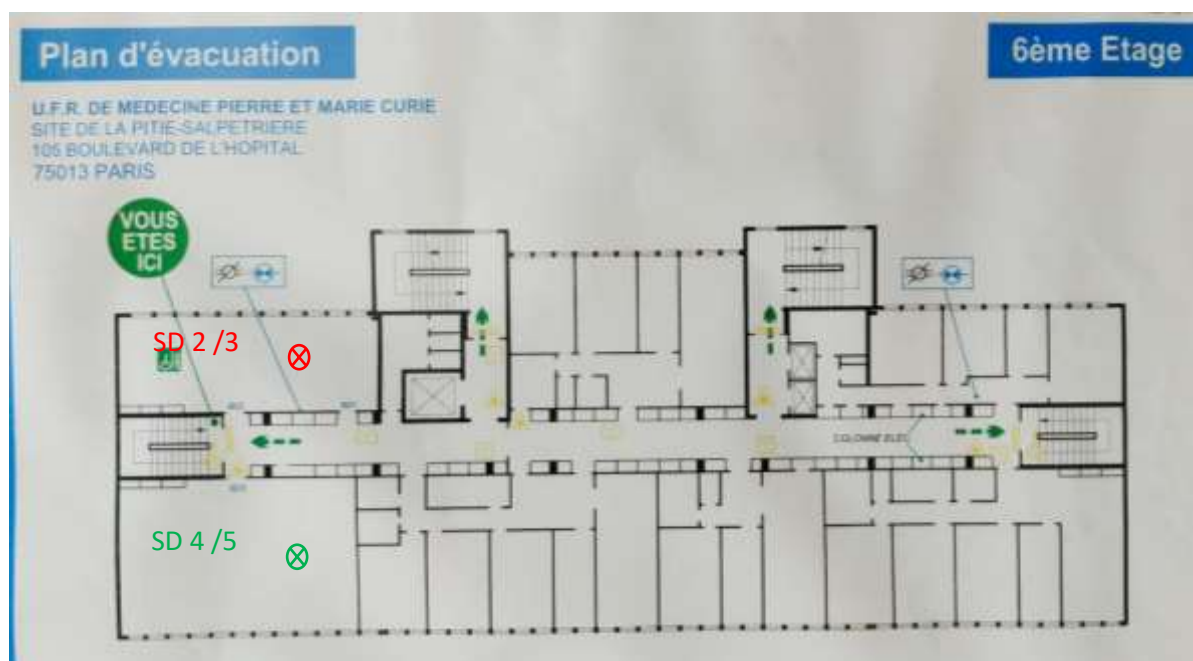 Plan d'évacuation
6ème Etage
U.F.R. DE MEDECINE PIERRE ET MARIE CURIE
SITE DE LA PITIE-SALPETRIERE
105 BOULEVARD DE L'HOPITAL
75013 PARIS
VOUS
ETES
ICI
SD 2 /3
COLONNE ELEC
SD 4 /5